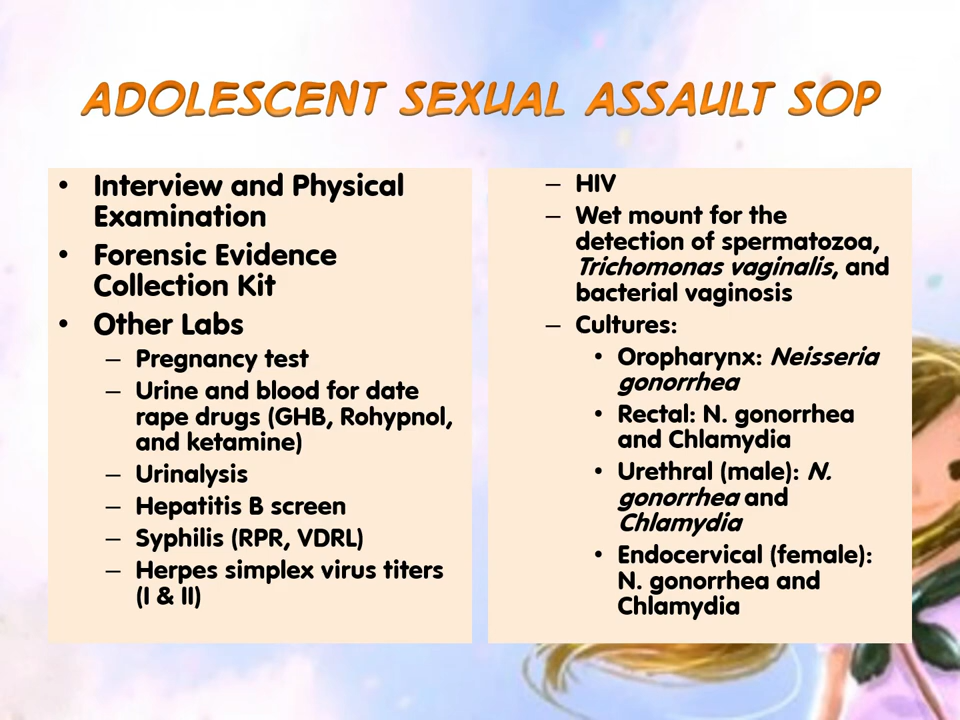 ADOLESCENT SEXUAL ASSAULT SOP
• Interview and Physical
Examination
• Forensic Evidence
Collection Kit
• Other Labs
– Pregnancy test
– Urine and blood for date
rape drugs (GHB, Rohypnol,
and ketamine)
– Urinalysis
– Hepatitis B screen
– Syphilis (RPR, VDRL)
– Herpes simplex virus titers
(I & II)
– HIV
– Wet mount for the
detection of spermatozoa,
Trichomonas vaginalis, and
bacterial vaginosis
– Cultures:
• Oropharynx: Neisseria
gonorrhea
• Rectal: N. gonorrhea
and Chlamydia
• Urethral (male): N.
gonorrhea and
Chlamydia
• Endocervical (female):
N. gonorrhea and
Chlamydia